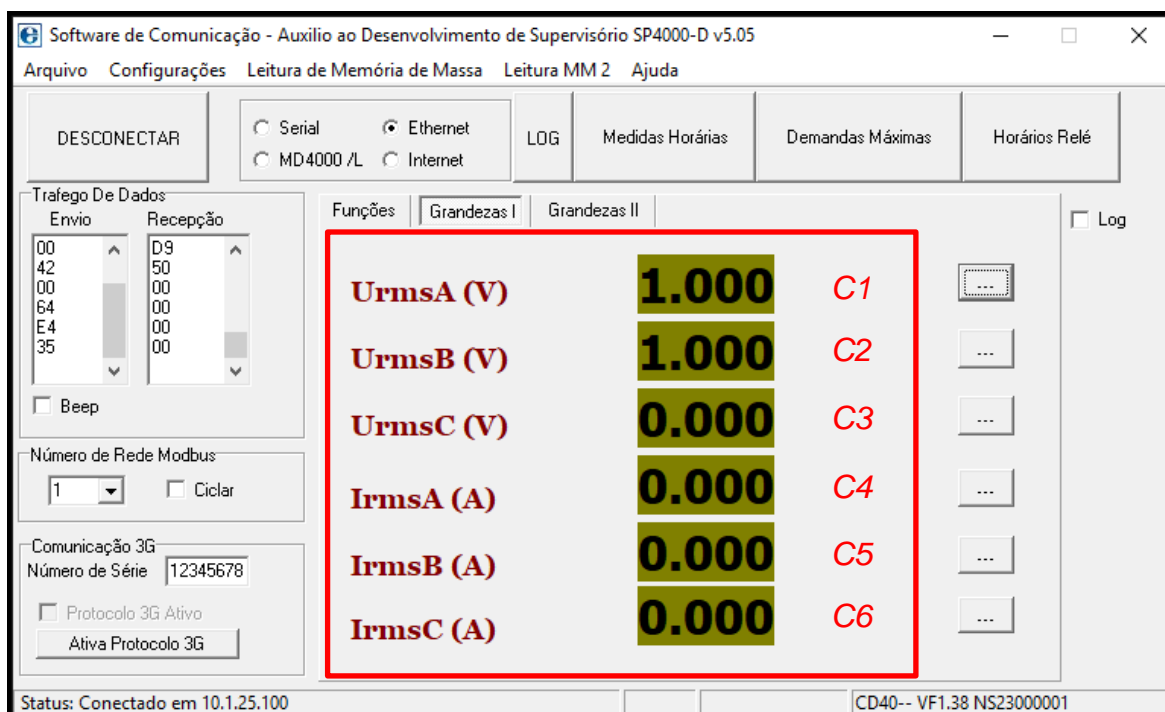 Software de Comunicação - Auxilio ao Desenvolvimento de Supervisório SP4000-D v5.05
Arquivo Configurações Leitura de Memória de Massa Leitura MM 2 Ajuda
DESCONECTAR
Serial Ethernet
MD4000 /L Internet
LOG
Medidas Horárias
Demandas Máximas
Horários Relé
Trafego De Dados
Envio Recepção
00 D9
42 50
00 00
64 00
E4 00
35 00
Beep
Número de Rede Modbus
1 Ciclar
Comunicação 3G
Número de Série 12345678
Protocolo 3G Ativo
Ativa Protocolo 3G
Funções Grandezas I Grandezas II
Log
UrmsA (V) 1.000 C1 ...
UrmsB (V) 1.000 C2 ...
UrmsC (V) 0.000 C3 ...
IrmsA (A) 0.000 C4 ...
IrmsB (A) 0.000 C5 ...
IrmsC (A) 0.000 C6 ...
Status: Conectado em 10.1.25.100
CD40-- VF1.38 NS23000001